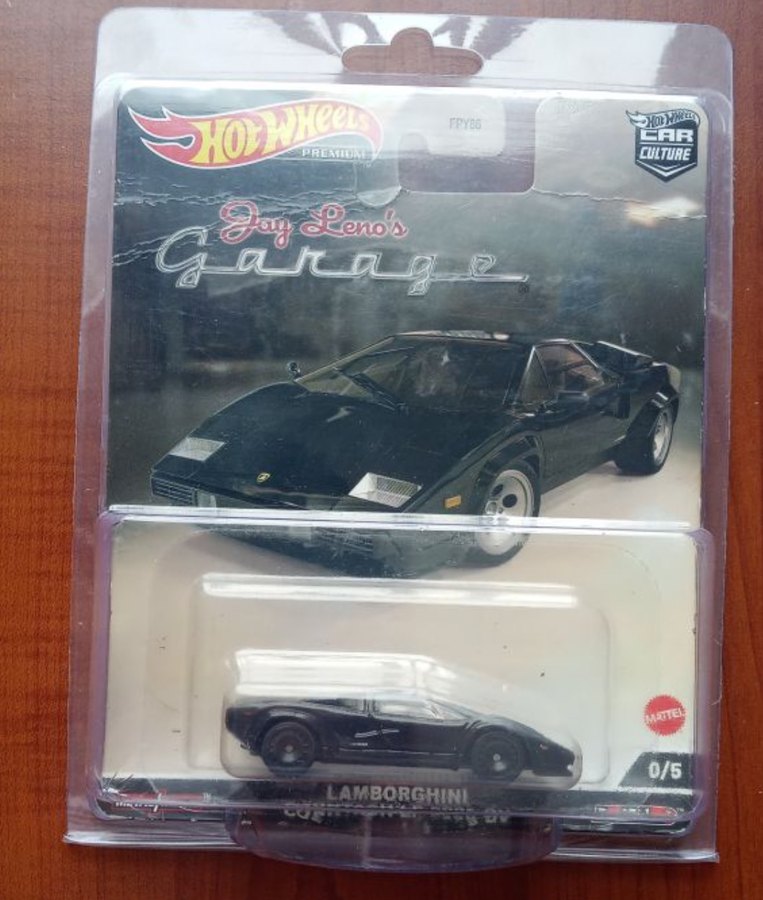 HOT WHEELS
PREMIUM
FPY86
HOT WHEELS
CAR
CULTURE
Jay Leno's
Garage
MATTEL
0/5
LAMBORGHINI